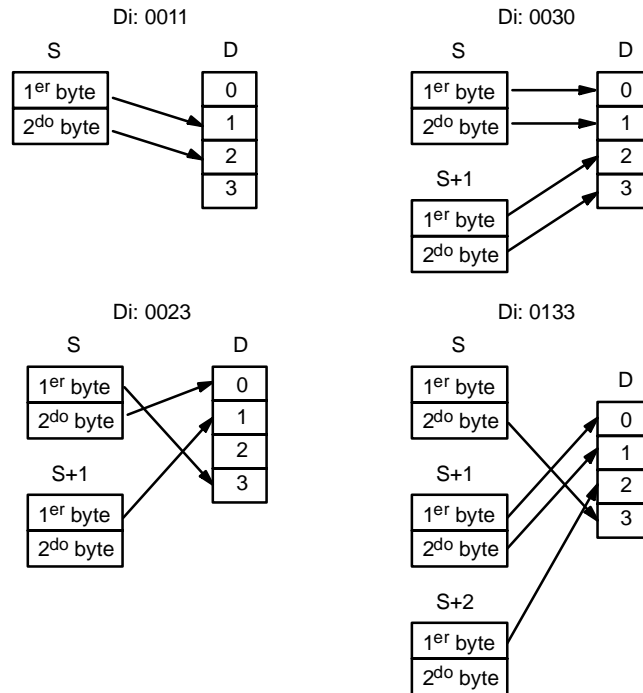 Di: 0011
S D
1er byte
2do byte
0
1
2
3
Di: 0030
S D
1er byte
2do byte
S+1
1er byte
2do byte
0
1
2
3
Di: 0023
S D
1er byte
2do byte
S+1
1er byte
2do byte
0
1
2
3
Di: 0133
S D
1er byte
2do byte
S+1
1er byte
2do byte
S+2
1er byte
2do byte
0
1
2
3